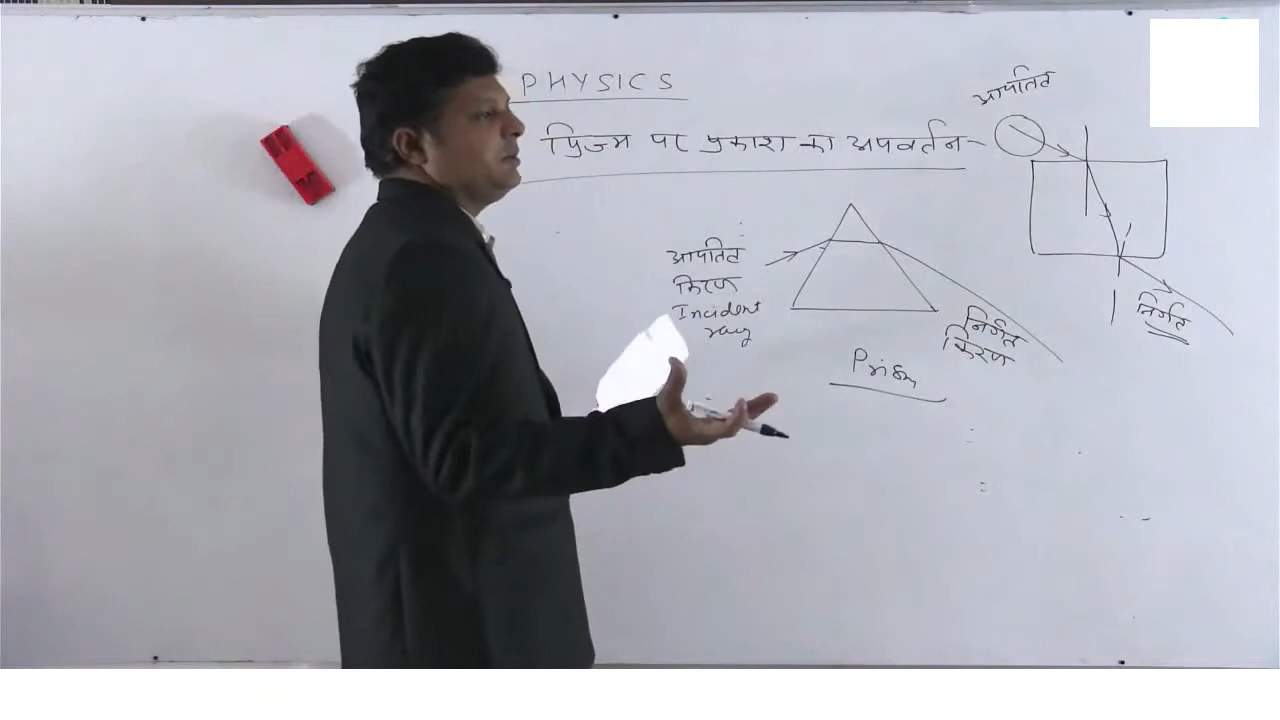 PHYSICS
प्रिज्म पर प्रकाश का अपवर्तन -
आपतित
आपतित
किरण
Incident
ray
निर्गत
किरण
Prism
निर्गत